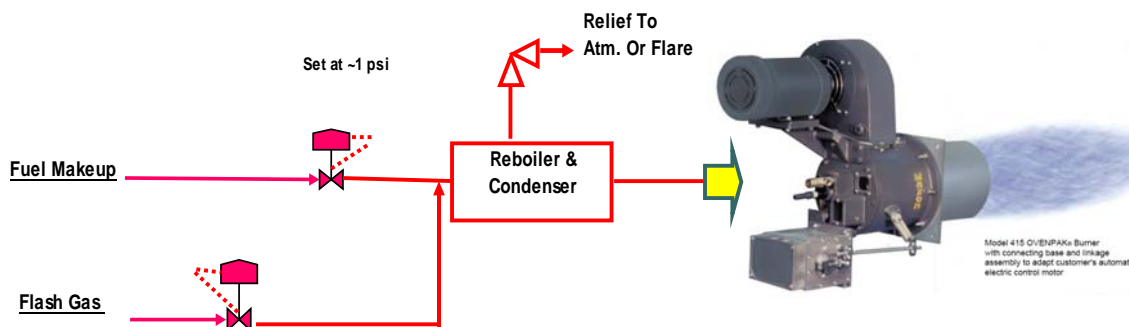 Relief To
Atm. Or Flare
Set at ~1 psi
Fuel Makeup
Reboiler &
Condenser
Flash Gas
Model 415 OVENPAK® Burner
with connecting base and linkage
assembly to adapt customer's automat
electric control motor